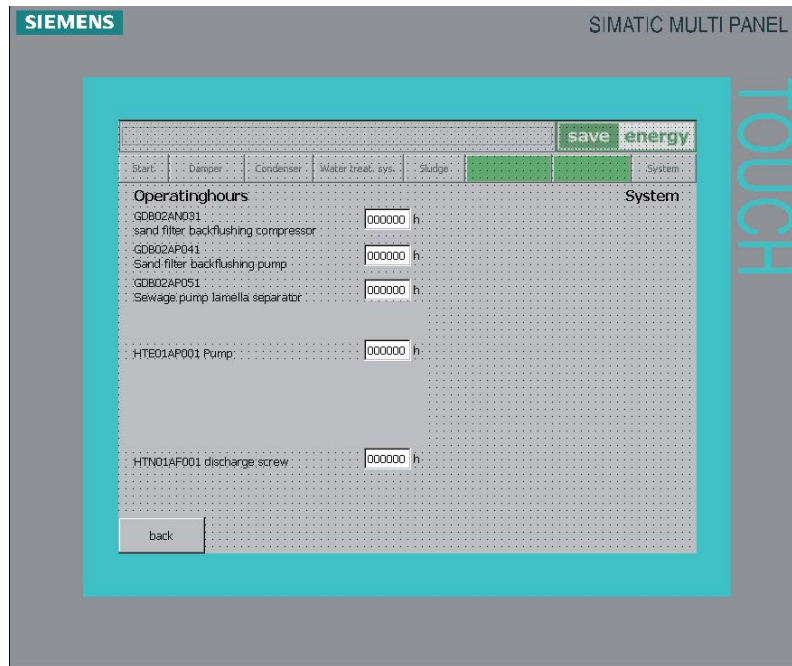 SIEMENS
SIMATIC MULTI PANEL
TOUCH
save energy
Start Damper Condenser Water treat. sys. Sludge System
Operatinghours System
GDB02AN031
sand filter backflushing compressor 000000 h
GDB02AP041
Sand filter backflushing pump 000000 h
GDB02AP051
Sewage pump lamella separator 000000 h
HTE01AP001 Pump 000000 h
HTN01AF001 discharge screw 000000 h
back